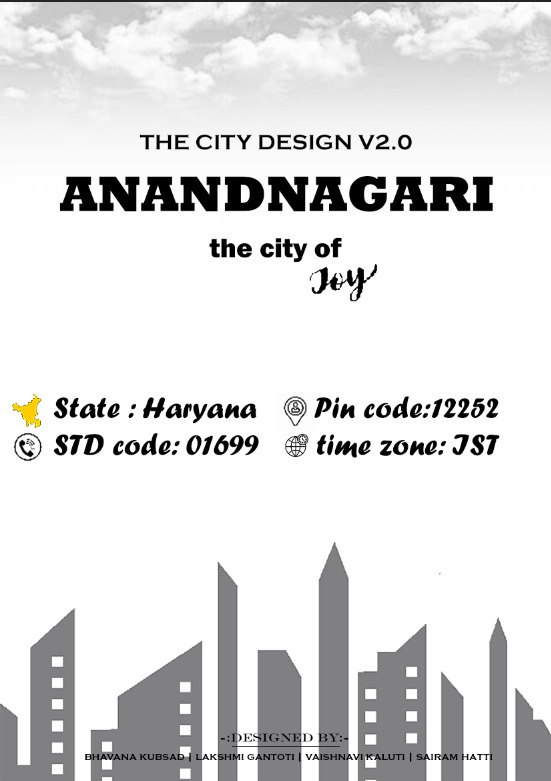 THE CITY DESIGN V2.0
ANANDNAGARI
the city of
Joy
State : Haryana
Pin code:12252
STD code: 01699
time zone: IST
-:DESIGNED BY:-
BHAVANA KUBSAD | LAKSHMI GANTOTI | VAISHNAVI KALUTI | SAIRAM HATTI